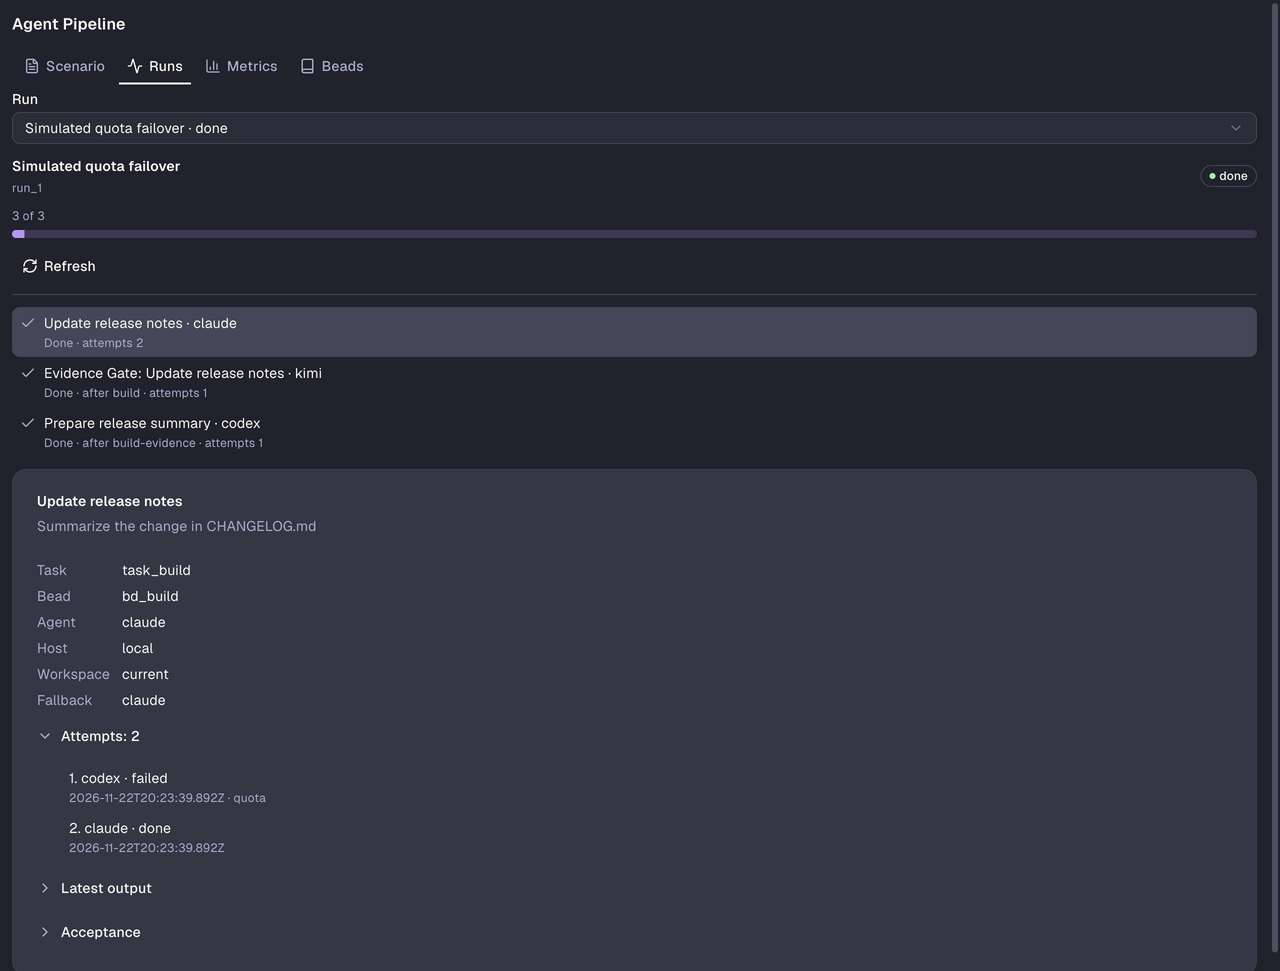 Agent Pipeline
Scenario
Runs
Metrics
Beads
Run
Simulated quota failover · done
Simulated quota failover
run_1
done
3 of 3
Refresh
Update release notes · claude
Done · attempts 2
Evidence Gate: Update release notes · kimi
Done · after build · attempts 1
Prepare release summary · codex
Done · after build-evidence · attempts 1
Update release notes
Summarize the change in CHANGELOG.md
Task task_build
Bead bd_build
Agent claude
Host local
Workspace current
Fallback claude
Attempts: 2
1. codex · failed
2026-11-22T20:23:39.892Z · quota
2. claude · done
2026-11-22T20:23:39.892Z
Latest output
Acceptance